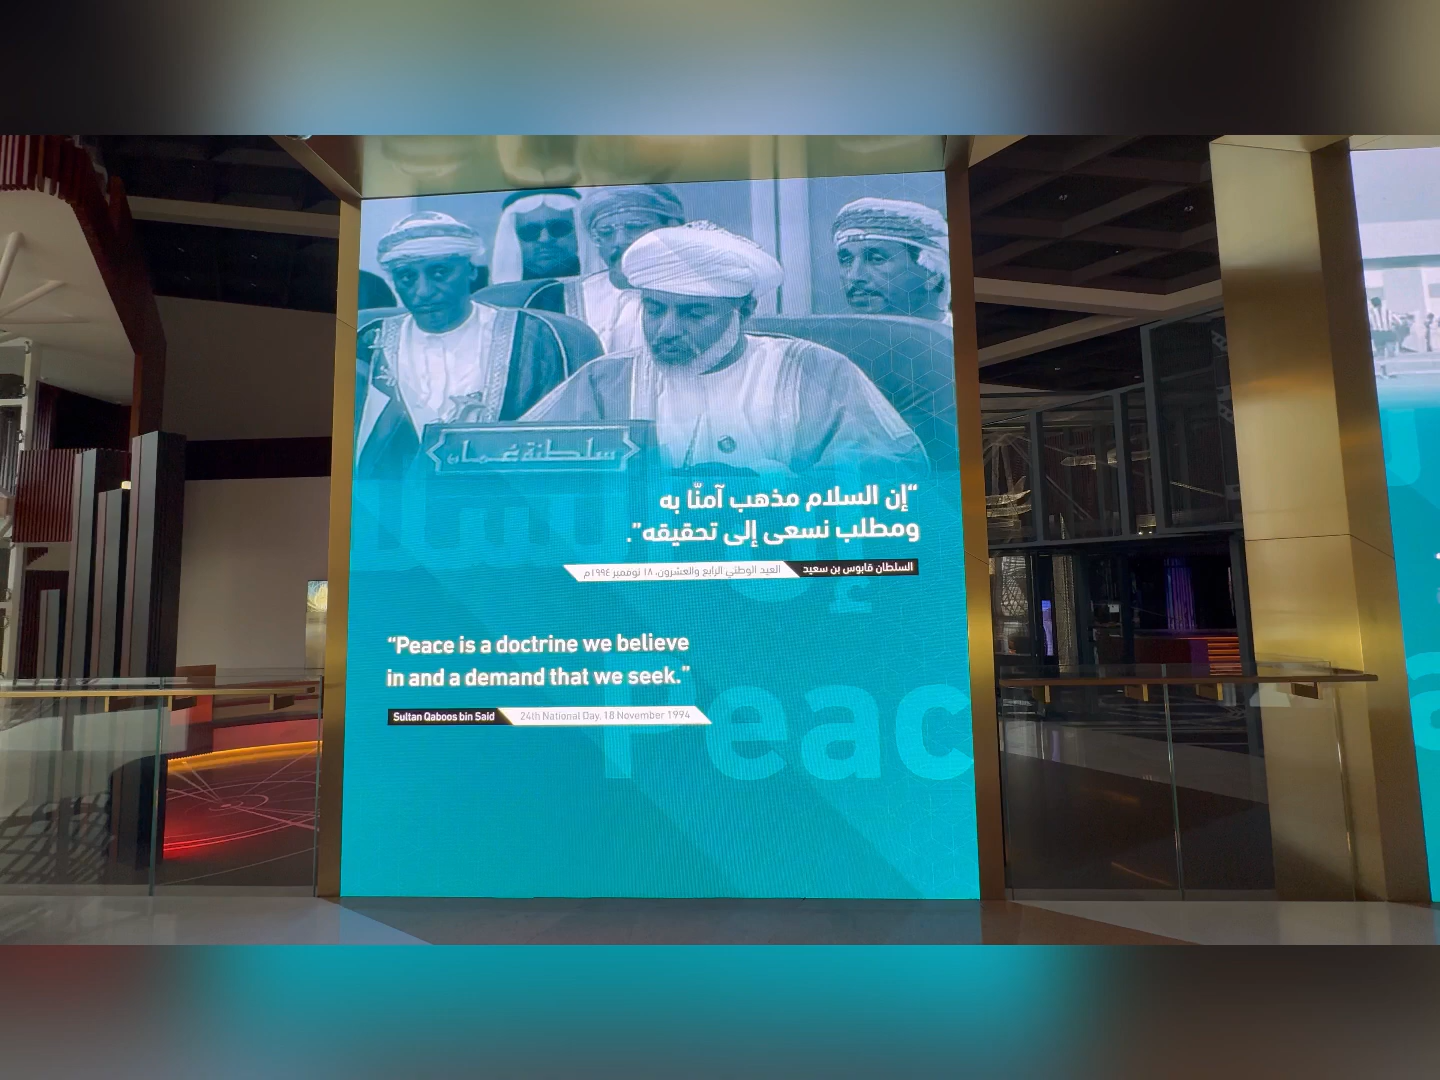 سلطنة عمان
“إن السلام مذهب آمنّا به
ومطلب نسعى إلى تحقيقه”.
السلطان قابوس بن سعيد
العيد الوطني الرابع والعشرون، ١٨ نوفمبر ١٩٩٤م
“Peace is a doctrine we believe
in and a demand that we seek.”
Sultan Qaboos bin Said
24th National Day, 18 November 1994
Peac